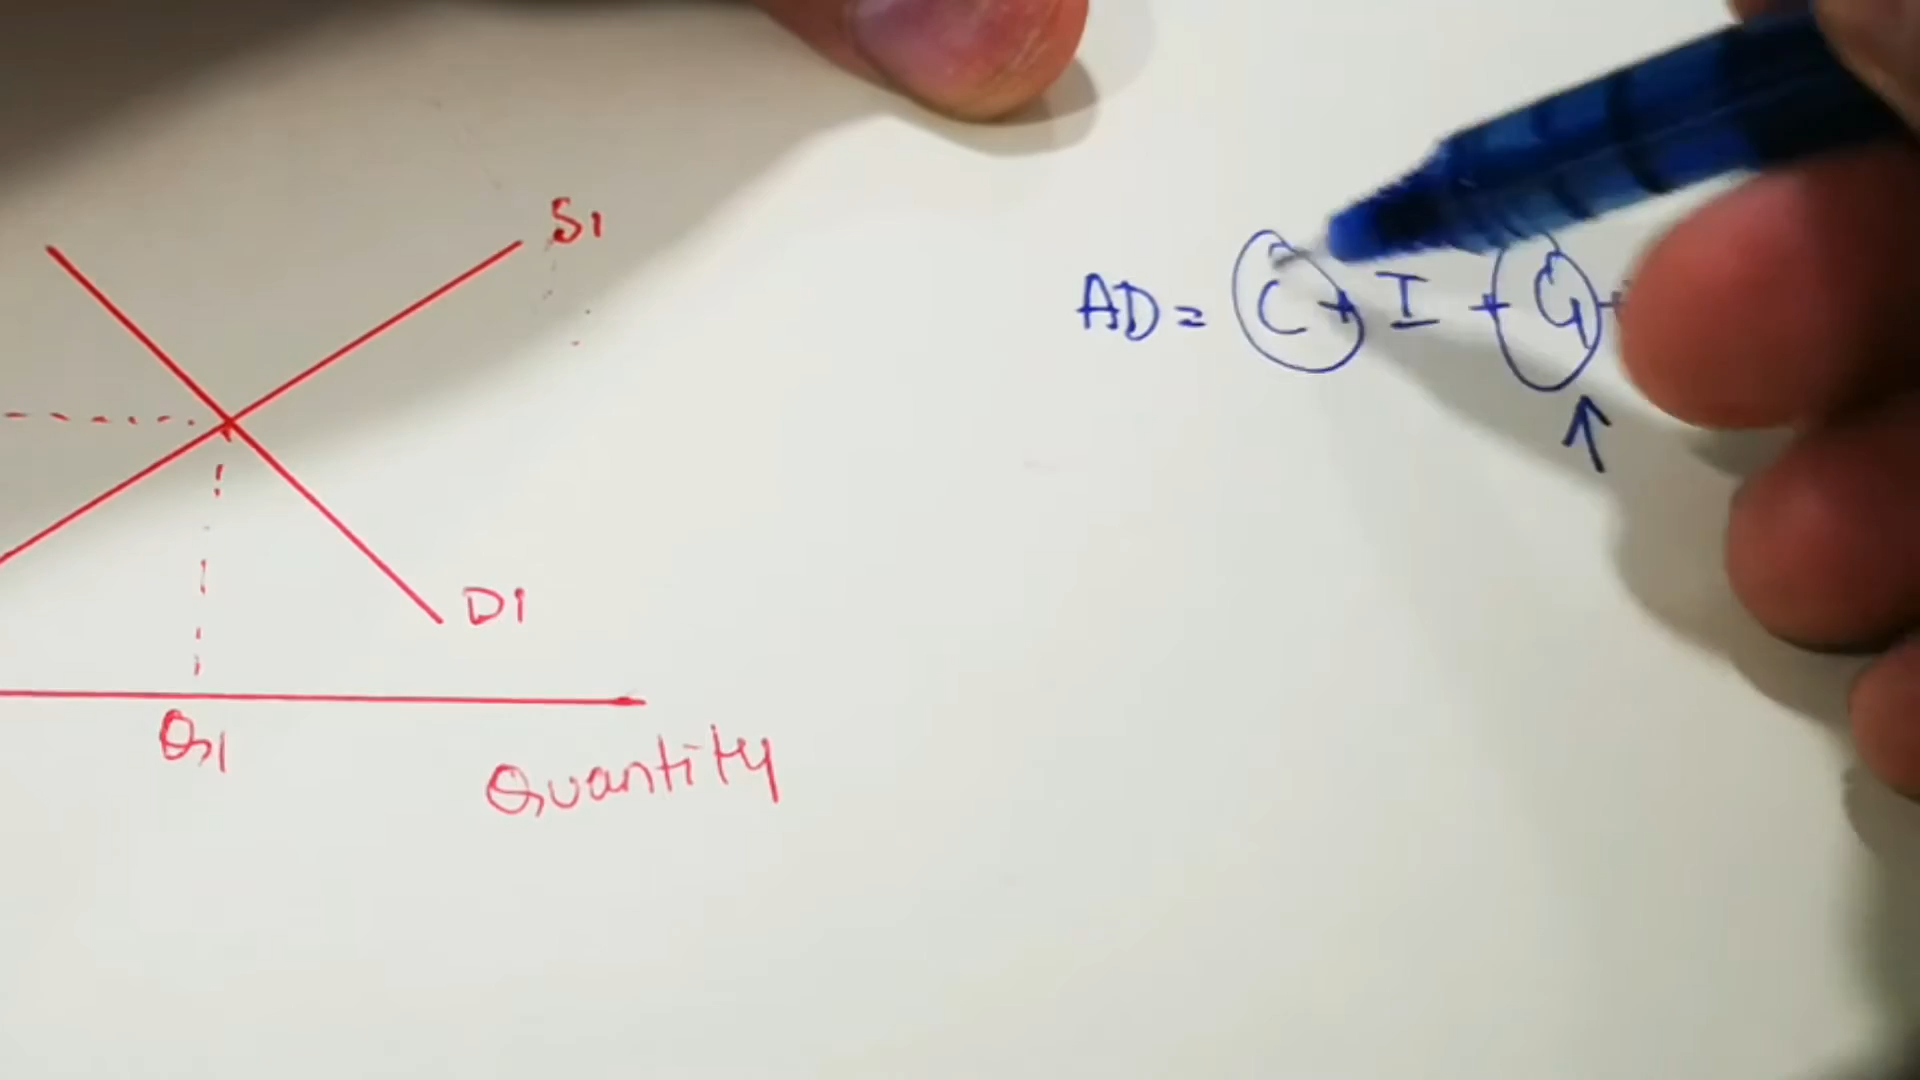 S1
AD = C + I + G +
D1
Q1
Quantity